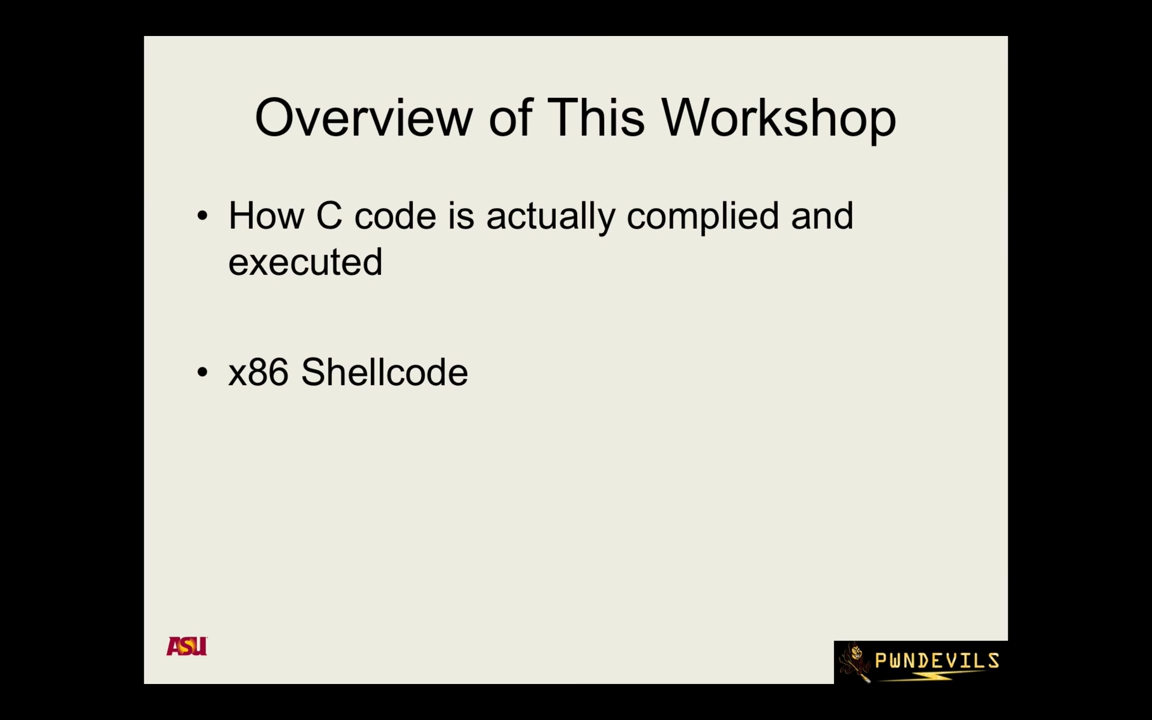 Overview of This Workshop
• How C code is actually complied and
executed
• x86 Shellcode
ASU
PWNDEVILS